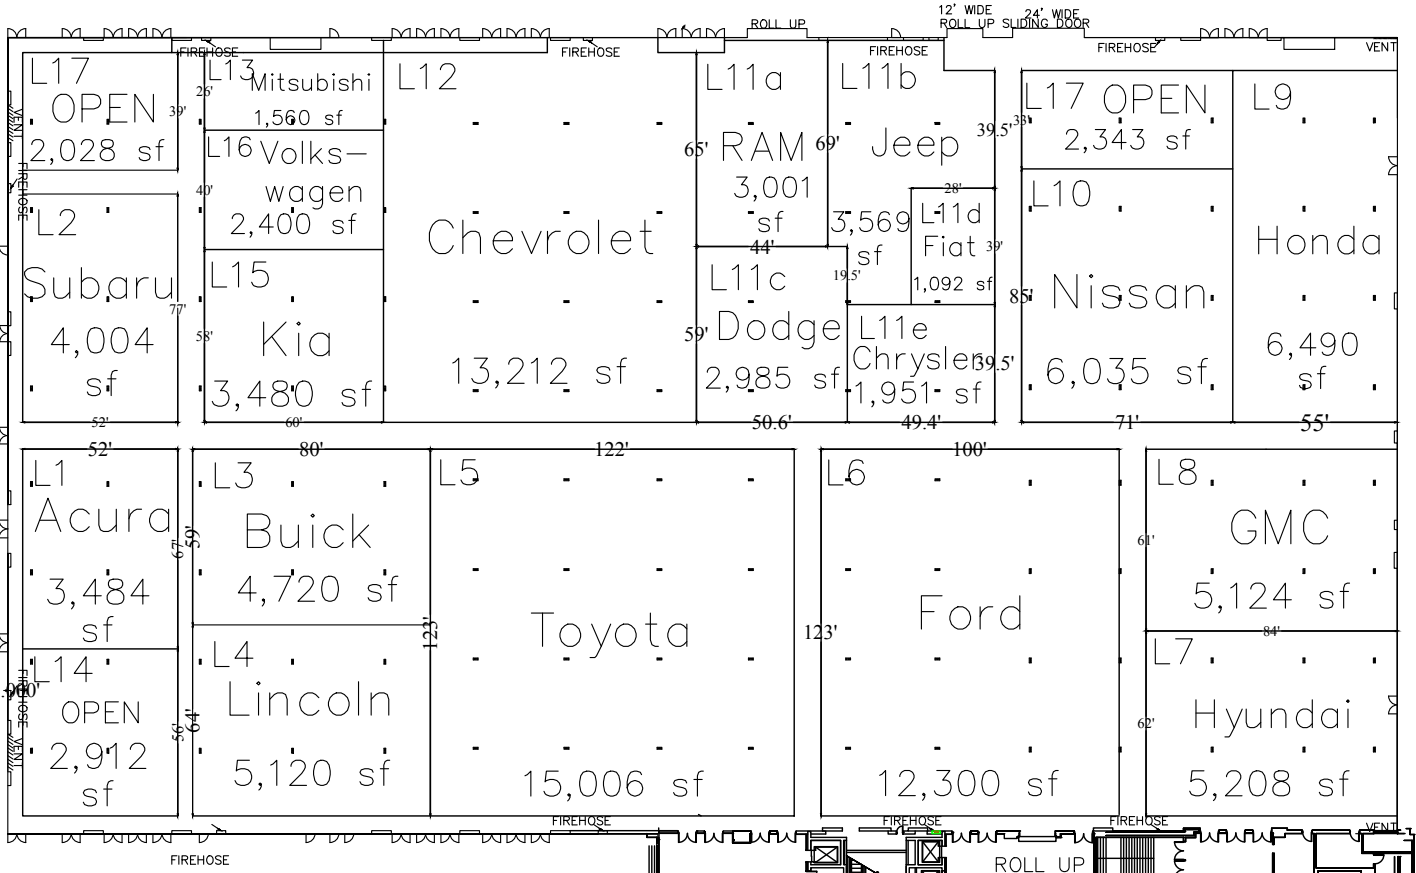 12' WIDE
24' WIDE
ROLL UP
ROLL UP SLIDING DOOR
FIREHOSE
FIREHOSE
FIREHOSE
FIREHOSE
VENT
L17
OPEN
2,028 sf
39'
L13
Mitsubishi
26'
1,560 sf
L16
Volks-
wagen
40'
2,400 sf
L15
Kia
58'
3,480 sf
60'
L12
Chevrolet
13,212 sf
L11a
65'
RAM
69'
3,001
sf
44'
L11b
Jeep
39.5'
3,569
sf
19.5'
28'
L11d
Fiat
39'
1,092 sf
L11c
59'
Dodge
2,985 sf
50.6'
L11e
Chrysler
39.5'
1,951 sf
49.4'
L17 OPEN
33'
2,343 sf
L10
85'
Nissan
6,035 sf
71'
L9
Honda
6,490
sf
55'
VENT
FIREHOSE
L2
Subaru
77'
4,004
sf
52'
52'
L1
Acura
67'
3,484
sf
L14
OPEN
56'
2,912
sf
FIREHOSE
VENT
80'
L3
Buick
59'
4,720 sf
L4
Lincoln
64'
5,120 sf
122'
L5
123'
Toyota
15,006 sf
100'
L6
123'
Ford
12,300 sf
L8
GMC
61'
5,124 sf
84'
L7
Hyundai
62'
5,208 sf
FIREHOSE
FIREHOSE
FIREHOSE
VENT
FIREHOSE
ROLL UP